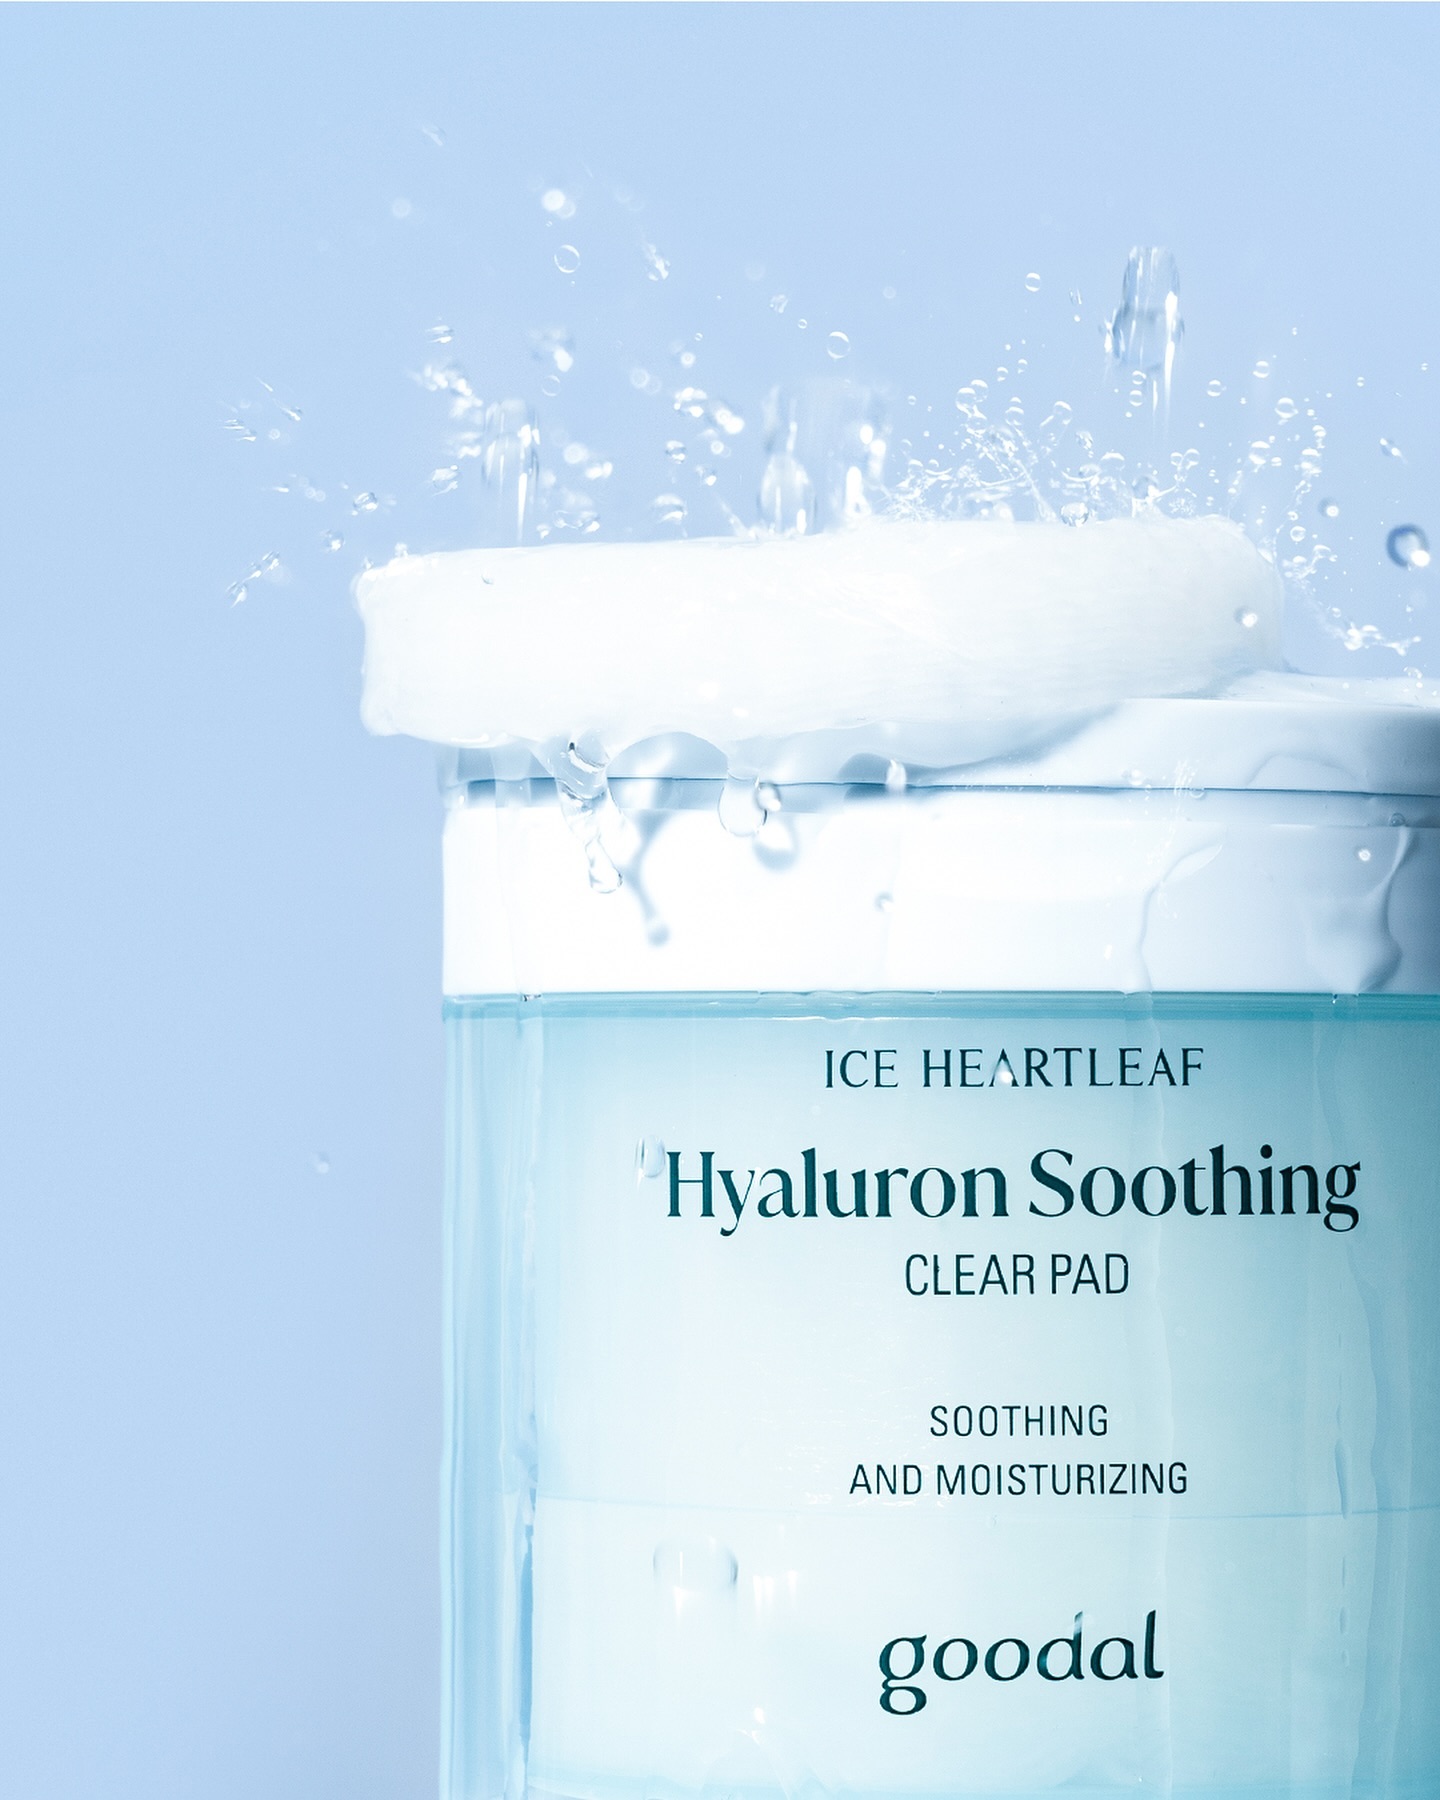 ICE HEARTLEAF
Hyaluron Soothing
CLEAR PAD
SOOTHING
AND MOISTURIZING
goodal